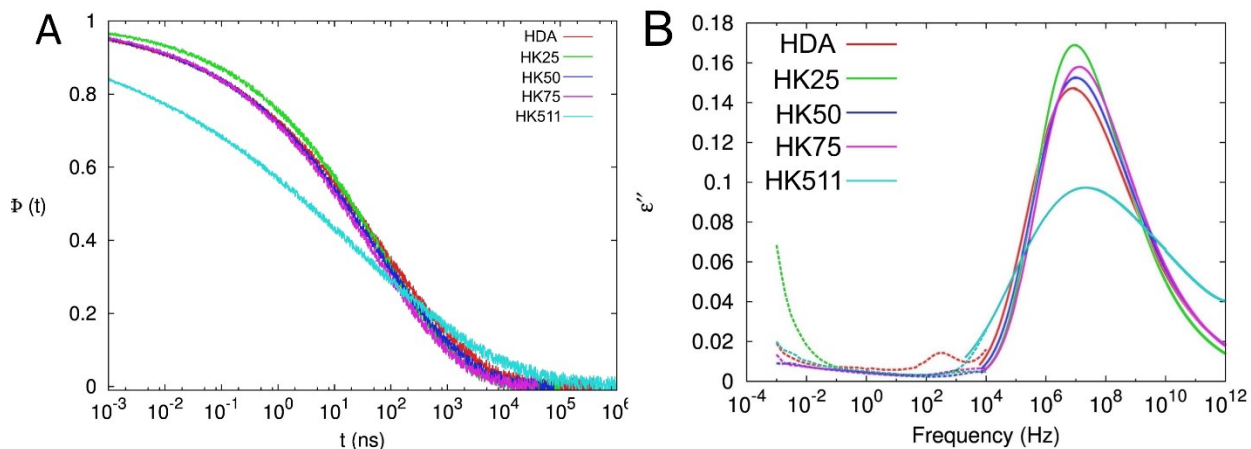 A
B
HDA
HK25
HK50
HK75
HK511
1
0.8
0.6
0.4
0.2
0
Φ (t)
10-3 10-2 10-1 100 101 102 103 104 105 106
t (ns)
HDA
HK25
HK50
HK75
HK511
0.18
0.16
0.14
0.12
0.1
0.08
0.06
0.04
0.02
0
ε″
10-4 10-2 100 102 104 106 108 1010 1012
Frequency (Hz)